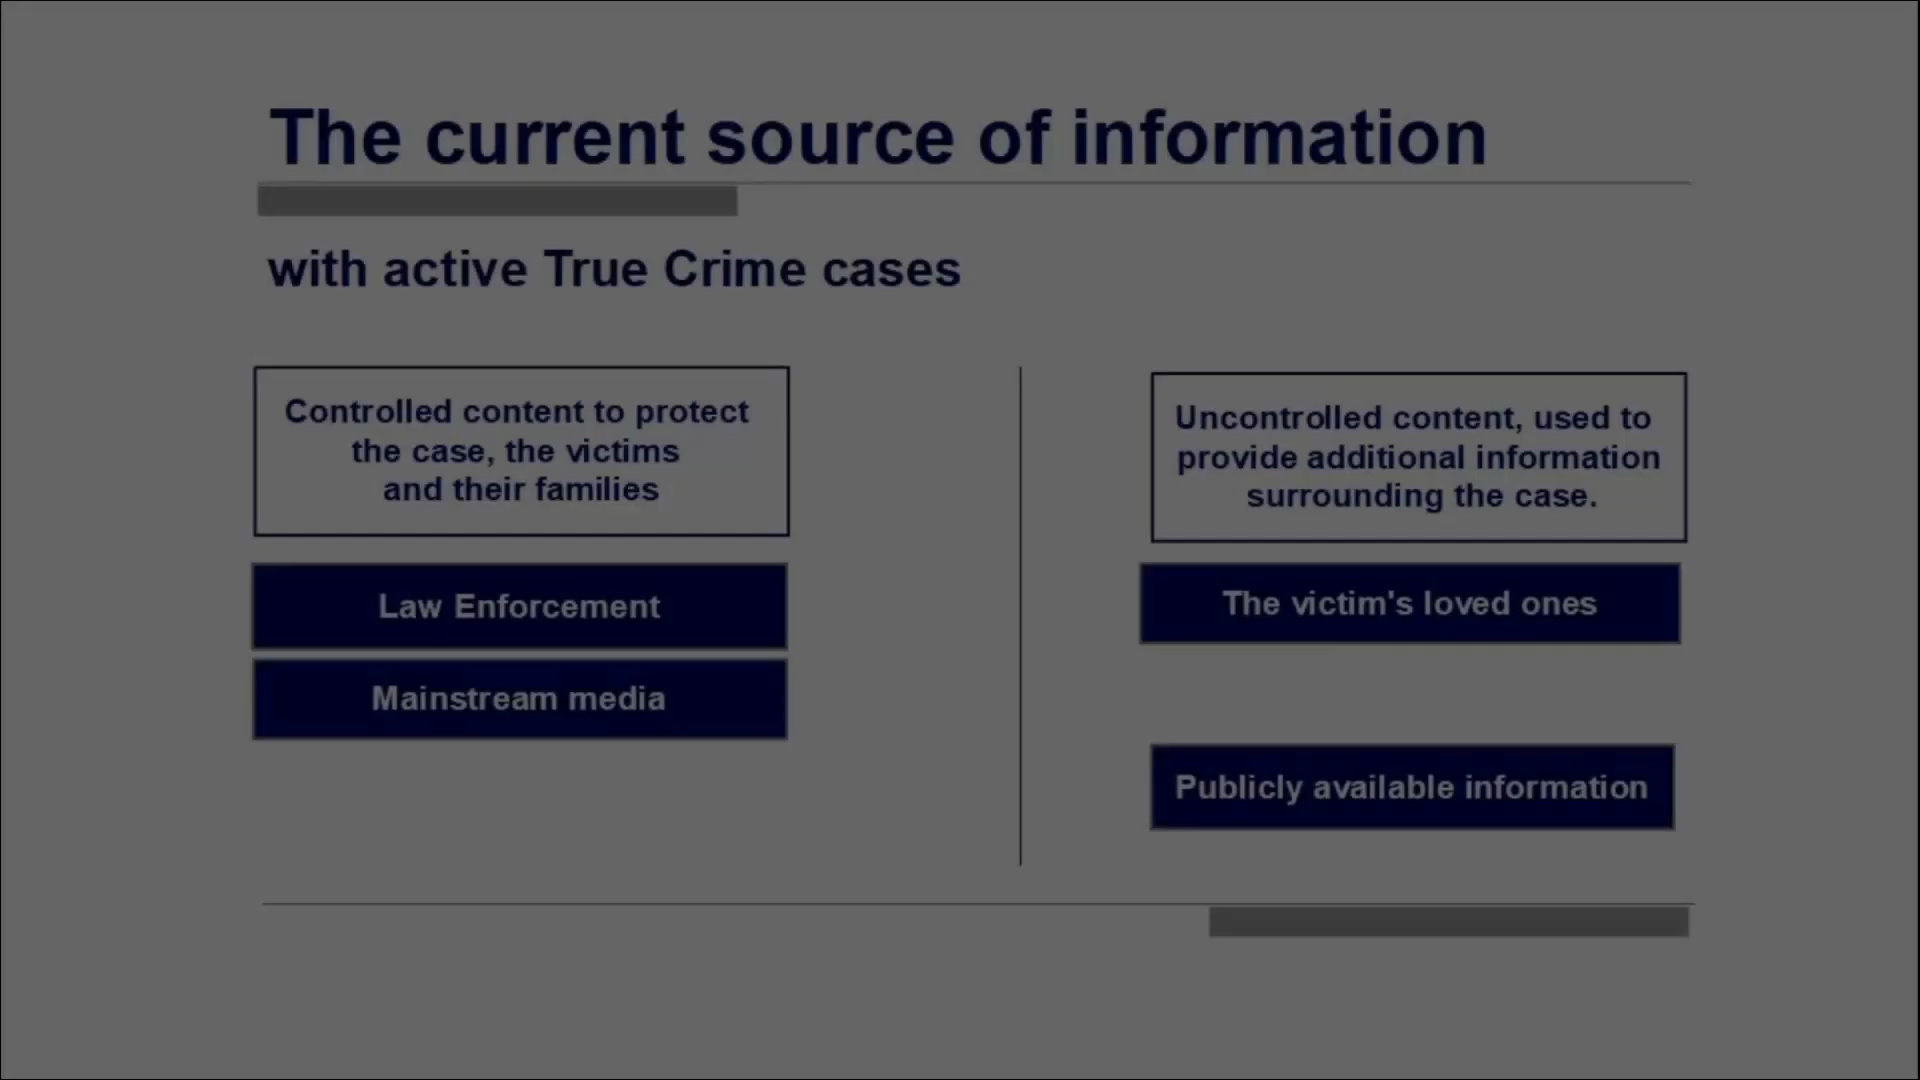 The current source of information
with active True Crime cases
Controlled content to protect
the case, the victims
and their families
Law Enforcement
Mainstream media
Uncontrolled content, used to
provide additional information
surrounding the case.
The victim's loved ones
Publicly available information